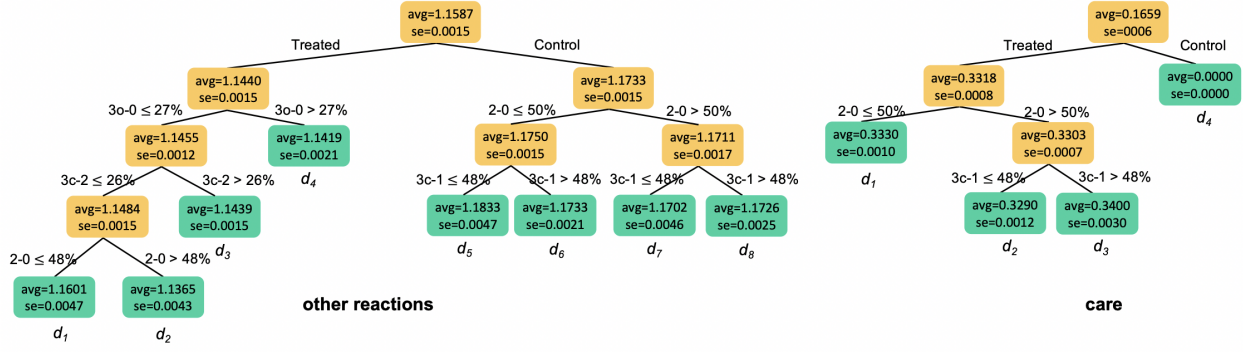 avg=1.1587
se=0.0015
Treated
Control
avg=1.1440
se=0.0015
avg=1.1733
se=0.0015
3o-0 ≤ 27%
3o-0 > 27%
2-0 ≤ 50%
2-0 > 50%
avg=1.1455
se=0.0012
avg=1.1419
se=0.0021
d4
avg=1.1750
se=0.0015
avg=1.1711
se=0.0017
3c-2 ≤ 26%
3c-2 > 26%
3c-1 ≤ 48%
3c-1 > 48%
3c-1 ≤ 48%
3c-1 > 48%
avg=1.1484
se=0.0015
avg=1.1439
se=0.0015
d3
avg=1.1833
se=0.0047
d5
avg=1.1733
se=0.0021
d6
avg=1.1702
se=0.0046
d7
avg=1.1726
se=0.0025
d8
2-0 ≤ 48%
2-0 > 48%
avg=1.1601
se=0.0047
d1
avg=1.1365
se=0.0043
d2
other reactions
avg=0.1659
se=0006
Treated
Control
avg=0.3318
se=0.0008
avg=0.0000
se=0.0000
d4
2-0 ≤ 50%
2-0 > 50%
avg=0.3330
se=0.0010
d1
avg=0.3303
se=0.0007
3c-1 ≤ 48%
3c-1 > 48%
avg=0.3290
se=0.0012
d2
avg=0.3400
se=0.0030
d3
care